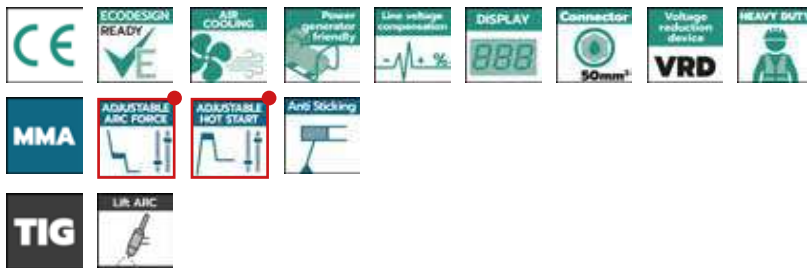 CE
ECODESIGN
READY
E
AIR
COOLING
Power
generator
friendly
Line voltage
compensation
- + %
DISPLAY
888
Connector
50mm²
Voltage
reduction
device
VRD
HEAVY DUTY
MMA
ADJUSTABLE
ARC FORCE
ADJUSTABLE
HOT START
Anti Sticking
TIG
Lift ARC